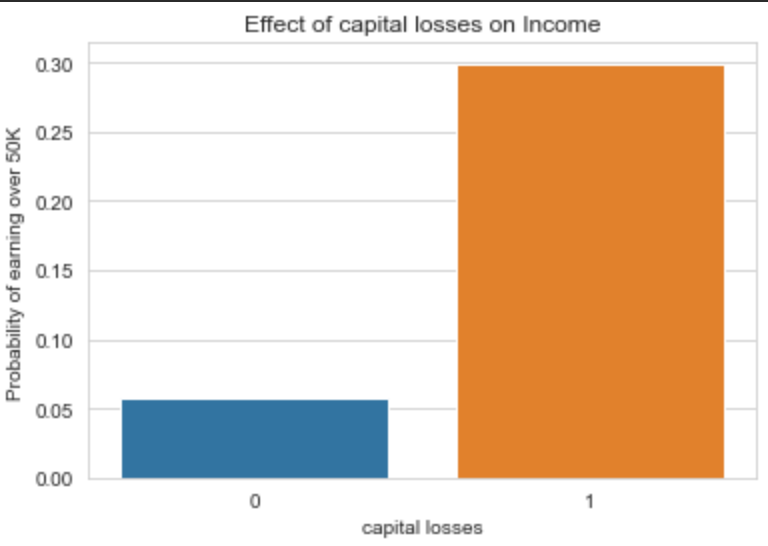 Effect of capital losses on Income
Probability of earning over 50K
0.30
0.25
0.20
0.15
0.10
0.05
0.00
0 1
capital losses